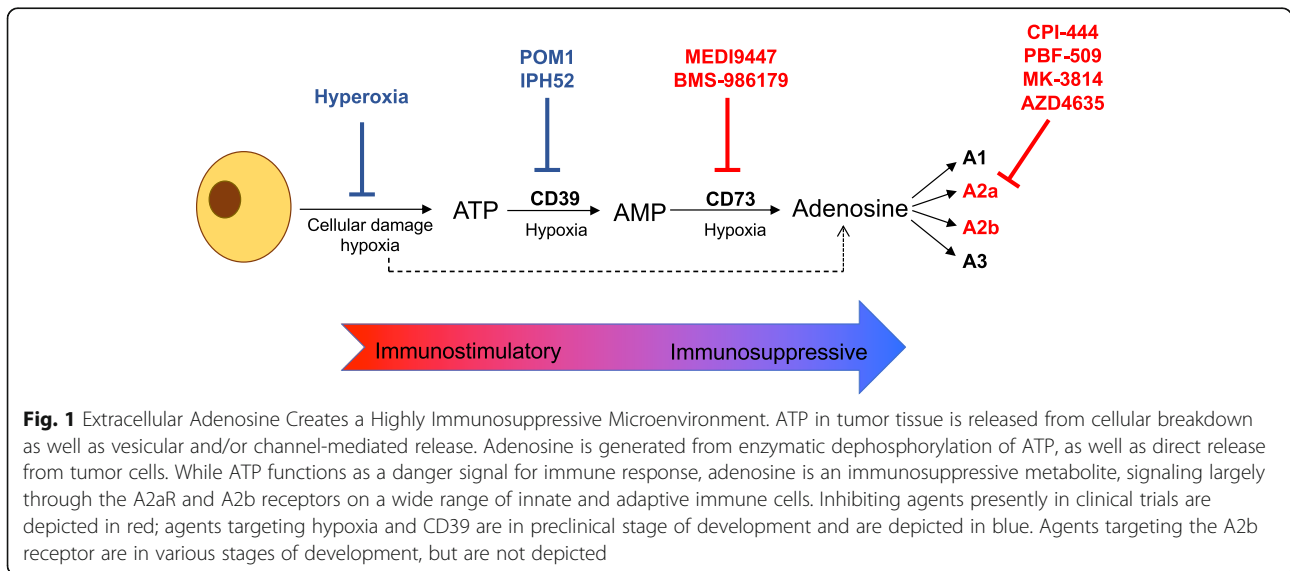 CPI-444
PBF-509
MK-3814
AZD4635
POM1
IPH52
MEDI9447
BMS-986179
Hyperoxia
A1
A2a
A2b
A3
ATP
CD39
AMP
CD73
Adenosine
Cellular damage
hypoxia
Hypoxia
Hypoxia
Immunostimulatory
Immunosuppressive
Fig. 1 Extracellular Adenosine Creates a Highly Immunosuppressive Microenvironment. ATP in tumor tissue is released from cellular breakdown
as well as vesicular and/or channel-mediated release. Adenosine is generated from enzymatic dephosphorylation of ATP, as well as direct release
from tumor cells. While ATP functions as a danger signal for immune response, adenosine is an immunosuppressive metabolite, signaling largely
through the A2aR and A2b receptors on a wide range of innate and adaptive immune cells. Inhibiting agents presently in clinical trials are
depicted in red; agents targeting hypoxia and CD39 are in preclinical stage of development and are depicted in blue. Agents targeting the A2b
receptor are in various stages of development, but are not depicted